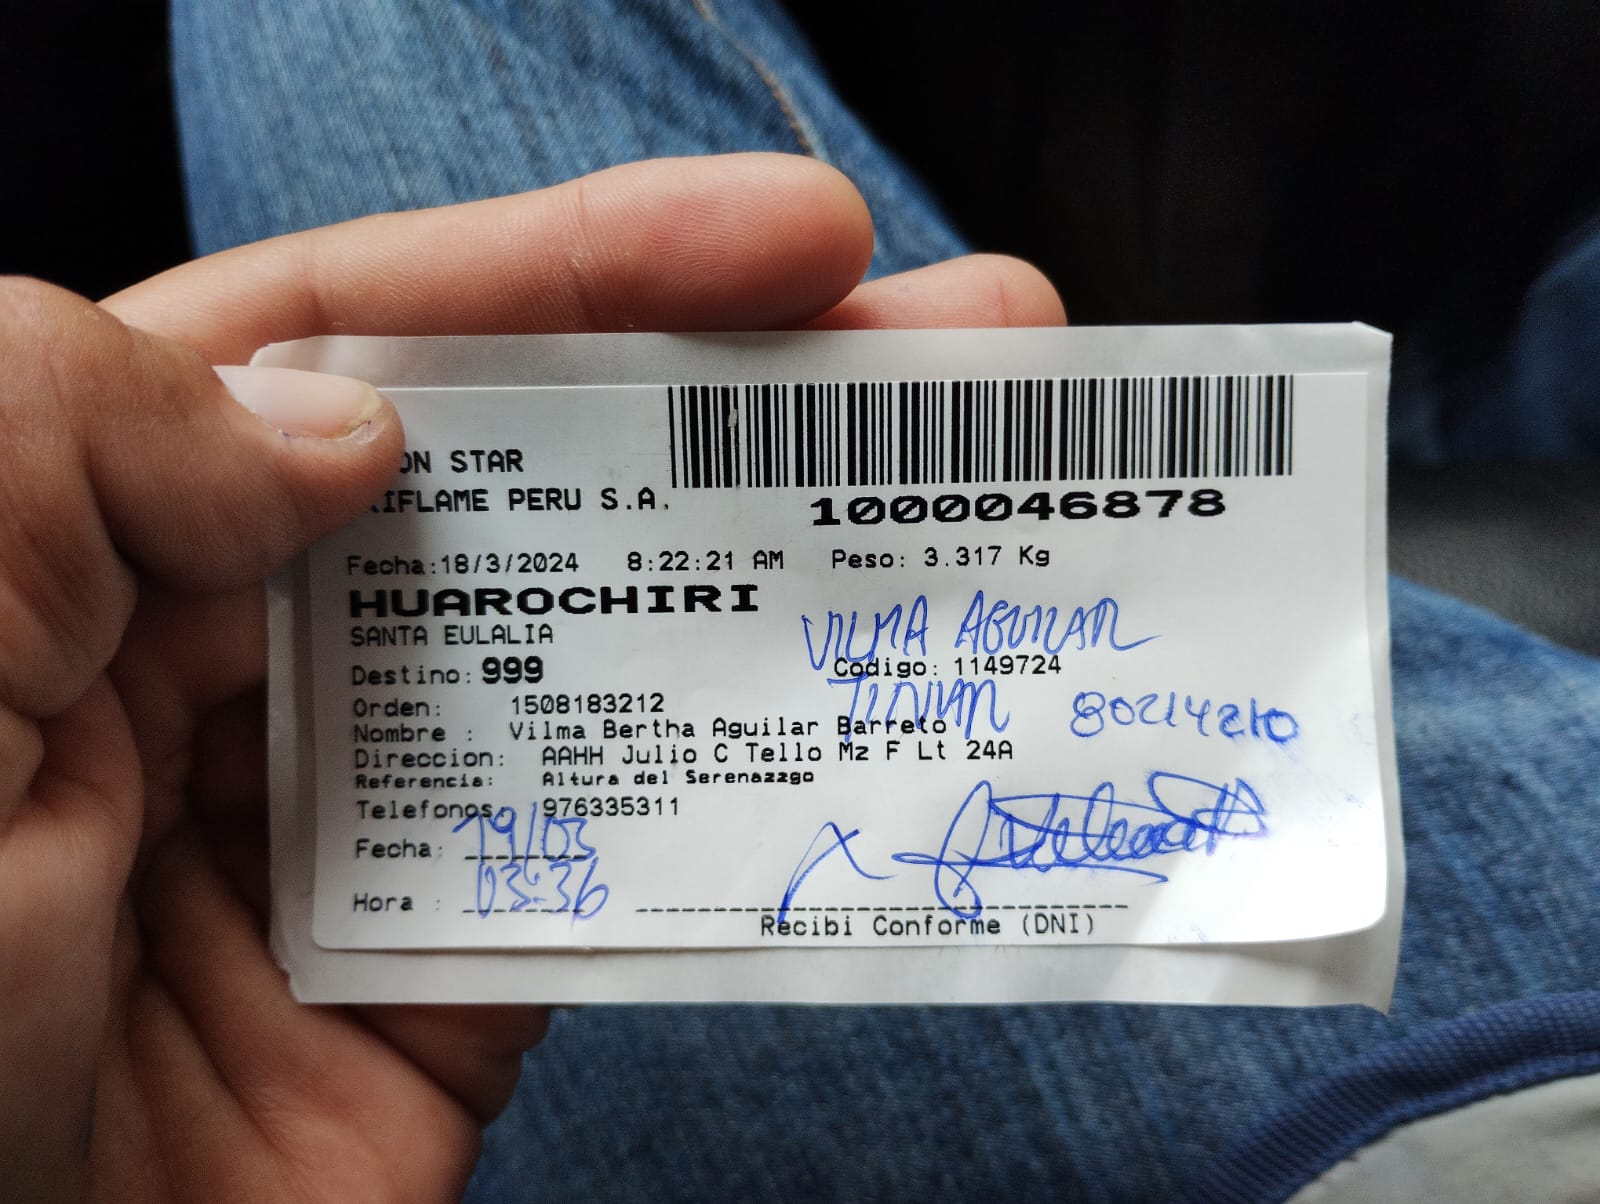 ON STAR
IFLAME PERU S.A.
1000046878
Fecha:18/3/2024 8:22:21 AM Peso: 3.317 Kg
HUAROCHIRI
VILMA AGUILAR
SANTA EULALIA
Codigo: 1149724
Destino: 999
Orden: 1508183212
80214210
Nombre : Vilma Bertha Aguilar Barreto
Direccion: AAHH Julio C Tello Mz F Lt 24A
Referencia: Altura del Serenazzgo
Telefonos: 976335311
Fecha: 19/03
Hora : 03:36
Recibi Conforme (DNI)